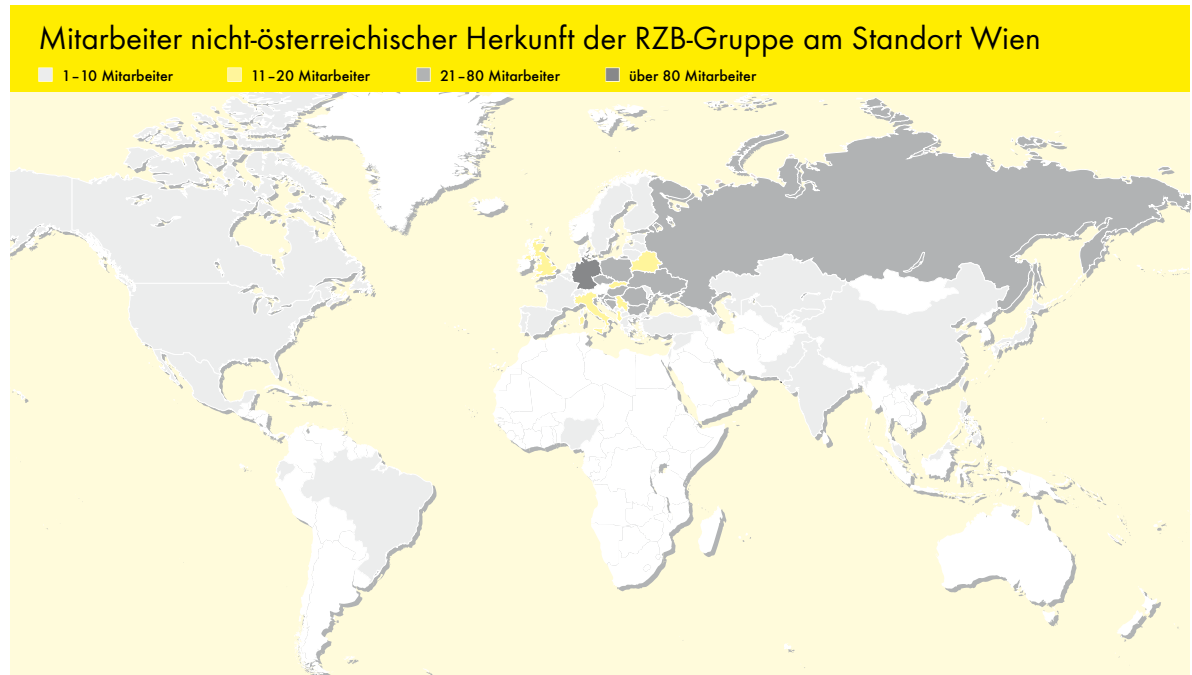 Mitarbeiter nicht-österreichischer Herkunft der RZB-Gruppe am Standort Wien
1–10 Mitarbeiter 11–20 Mitarbeiter 21–80 Mitarbeiter über 80 Mitarbeiter